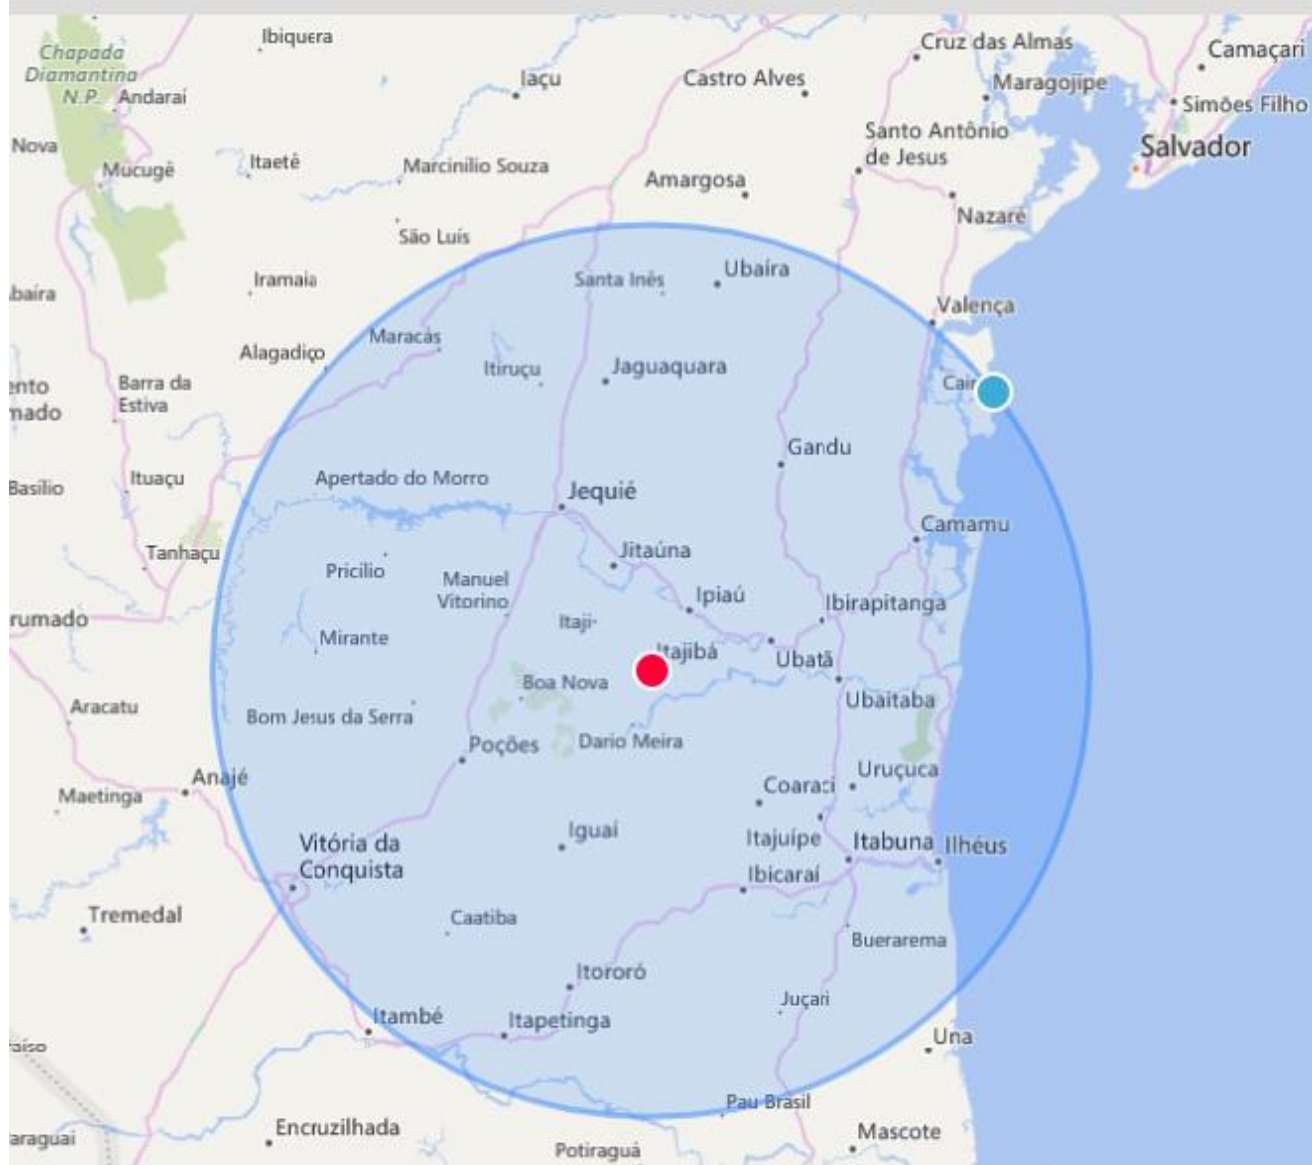 Ibiquera
Cruz das Almas
Camaçari
Chapada
Diamantina
N.P.
Iaçu
Castro Alves
Maragojipe
Andaraí
Simões Filho
Santo Antônio
de Jesus
Salvador
Nova
Itaetê
Marcinílio Souza
Mucugê
Amargosa
Nazaré
São Luís
Ubaíra
Iramaia
Santa Inês
Valença
Maracás
Alagadiço
Itiruçu
Jaguaquara
Barra da
Estiva
Cair
Gandu
Ituaçu
Apertado do Morro
Basílio
Jequié
Camamu
Tanhaçu
Jitaúna
Pricilio
Manuel
Vitorino
Ipiaú
Ibirapitanga
rumado
Itaji-
Mirante
Itajibá
Ubatã
Boa Nova
Ubaitaba
Aracatu
Bom Jesus da Serra
Poções
Dario Meira
Anajé
Uruçuca
Coaraci
Maetinga
Iguaí
Itajuípe
Itabuna
Ilhéus
Vitória da
Conquista
Ibicaraí
Tremedal
Caatiba
Buerarema
Itororó
Juçari
Itambé
Itapetinga
Una
raíso
Pau Brasil
Encruzilhada
Mascote
araguai
Potiraguá